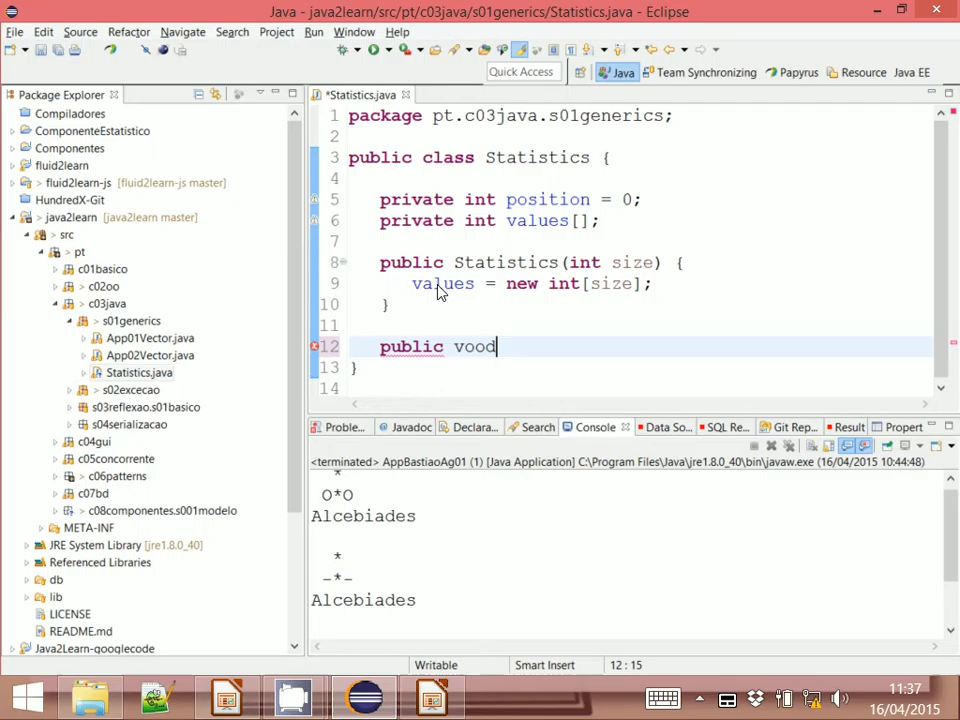 Java - java2learn/src/pt/c03java/s01generics/Statistics.java - Eclipse
File Edit Source Refactor Navigate Search Project Run Window Help
Quick Access Java Team Synchronizing Papyrus Resource Java EE
Package Explorer
Compiladores
ComponenteEstatistico
Componentes
fluid2learn
> fluid2learn-js [fluid2learn-js master]
HundredX-Git
> java2learn [java2learn master]
> src
> pt
c01basico
> c02oo
> c03java
> s01generics
App01Vector.java
App02Vector.java
> Statistics.java
> s02excecao
s03reflexao.s01basico
> s04serializacao
c04gui
c05concorrente
> c06patterns
c07bd
> c08componentes.s001modelo
META-INF
JRE System Library [jre1.8.0_40]
Referenced Libraries
db
lib
LICENSE
README.md
Java2Learn-googlecode
*Statistics.java
1 package pt.c03java.s01generics;
2
3 public class Statistics {
4
5 private int position = 0;
6 private int values[];
7
8 public Statistics(int size) {
9 values = new int[size];
10 }
11
12 public vood
13 }
14
Proble... Javadoc Declara... Search Console Data So... SQL Re... Git Rep... Result Propert
<terminated> AppBastiaoAg01 (1) [Java Application] C:\Program Files\Java\jre1.8.0_40\bin\javaw.exe (16/04/2015 10:44:48)
*
O*O
Alcebiades
*
-*-
Alcebiades
Writable Smart Insert 12 : 15
11:37
16/04/2015